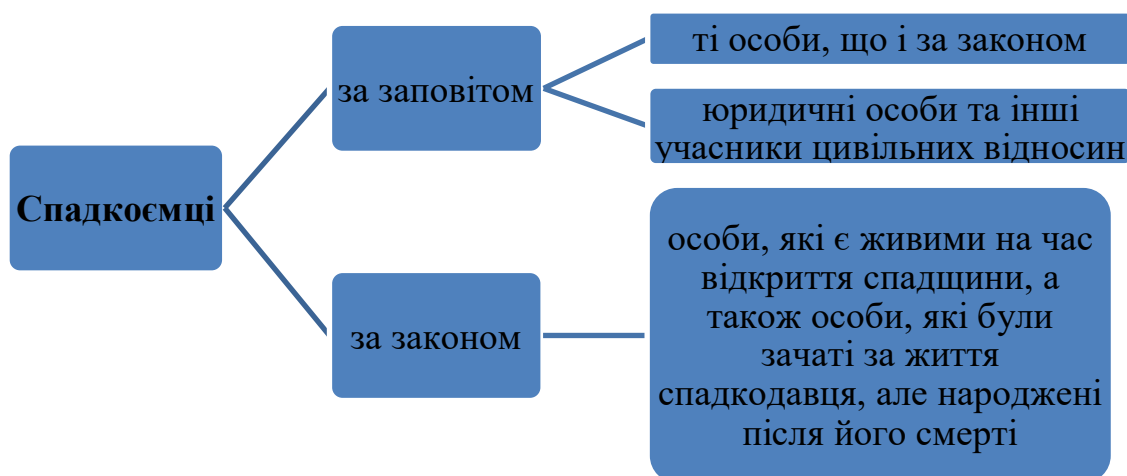 Спадкоємці
за заповітом
ті особи, що і за законом
юридичні особи та інші
учасники цивільних відносин
за законом
особи, які є живими на час
відкриття спадщини, а
також особи, які були
зачаті за життя
спадкодавця, але народжені
після його смерті